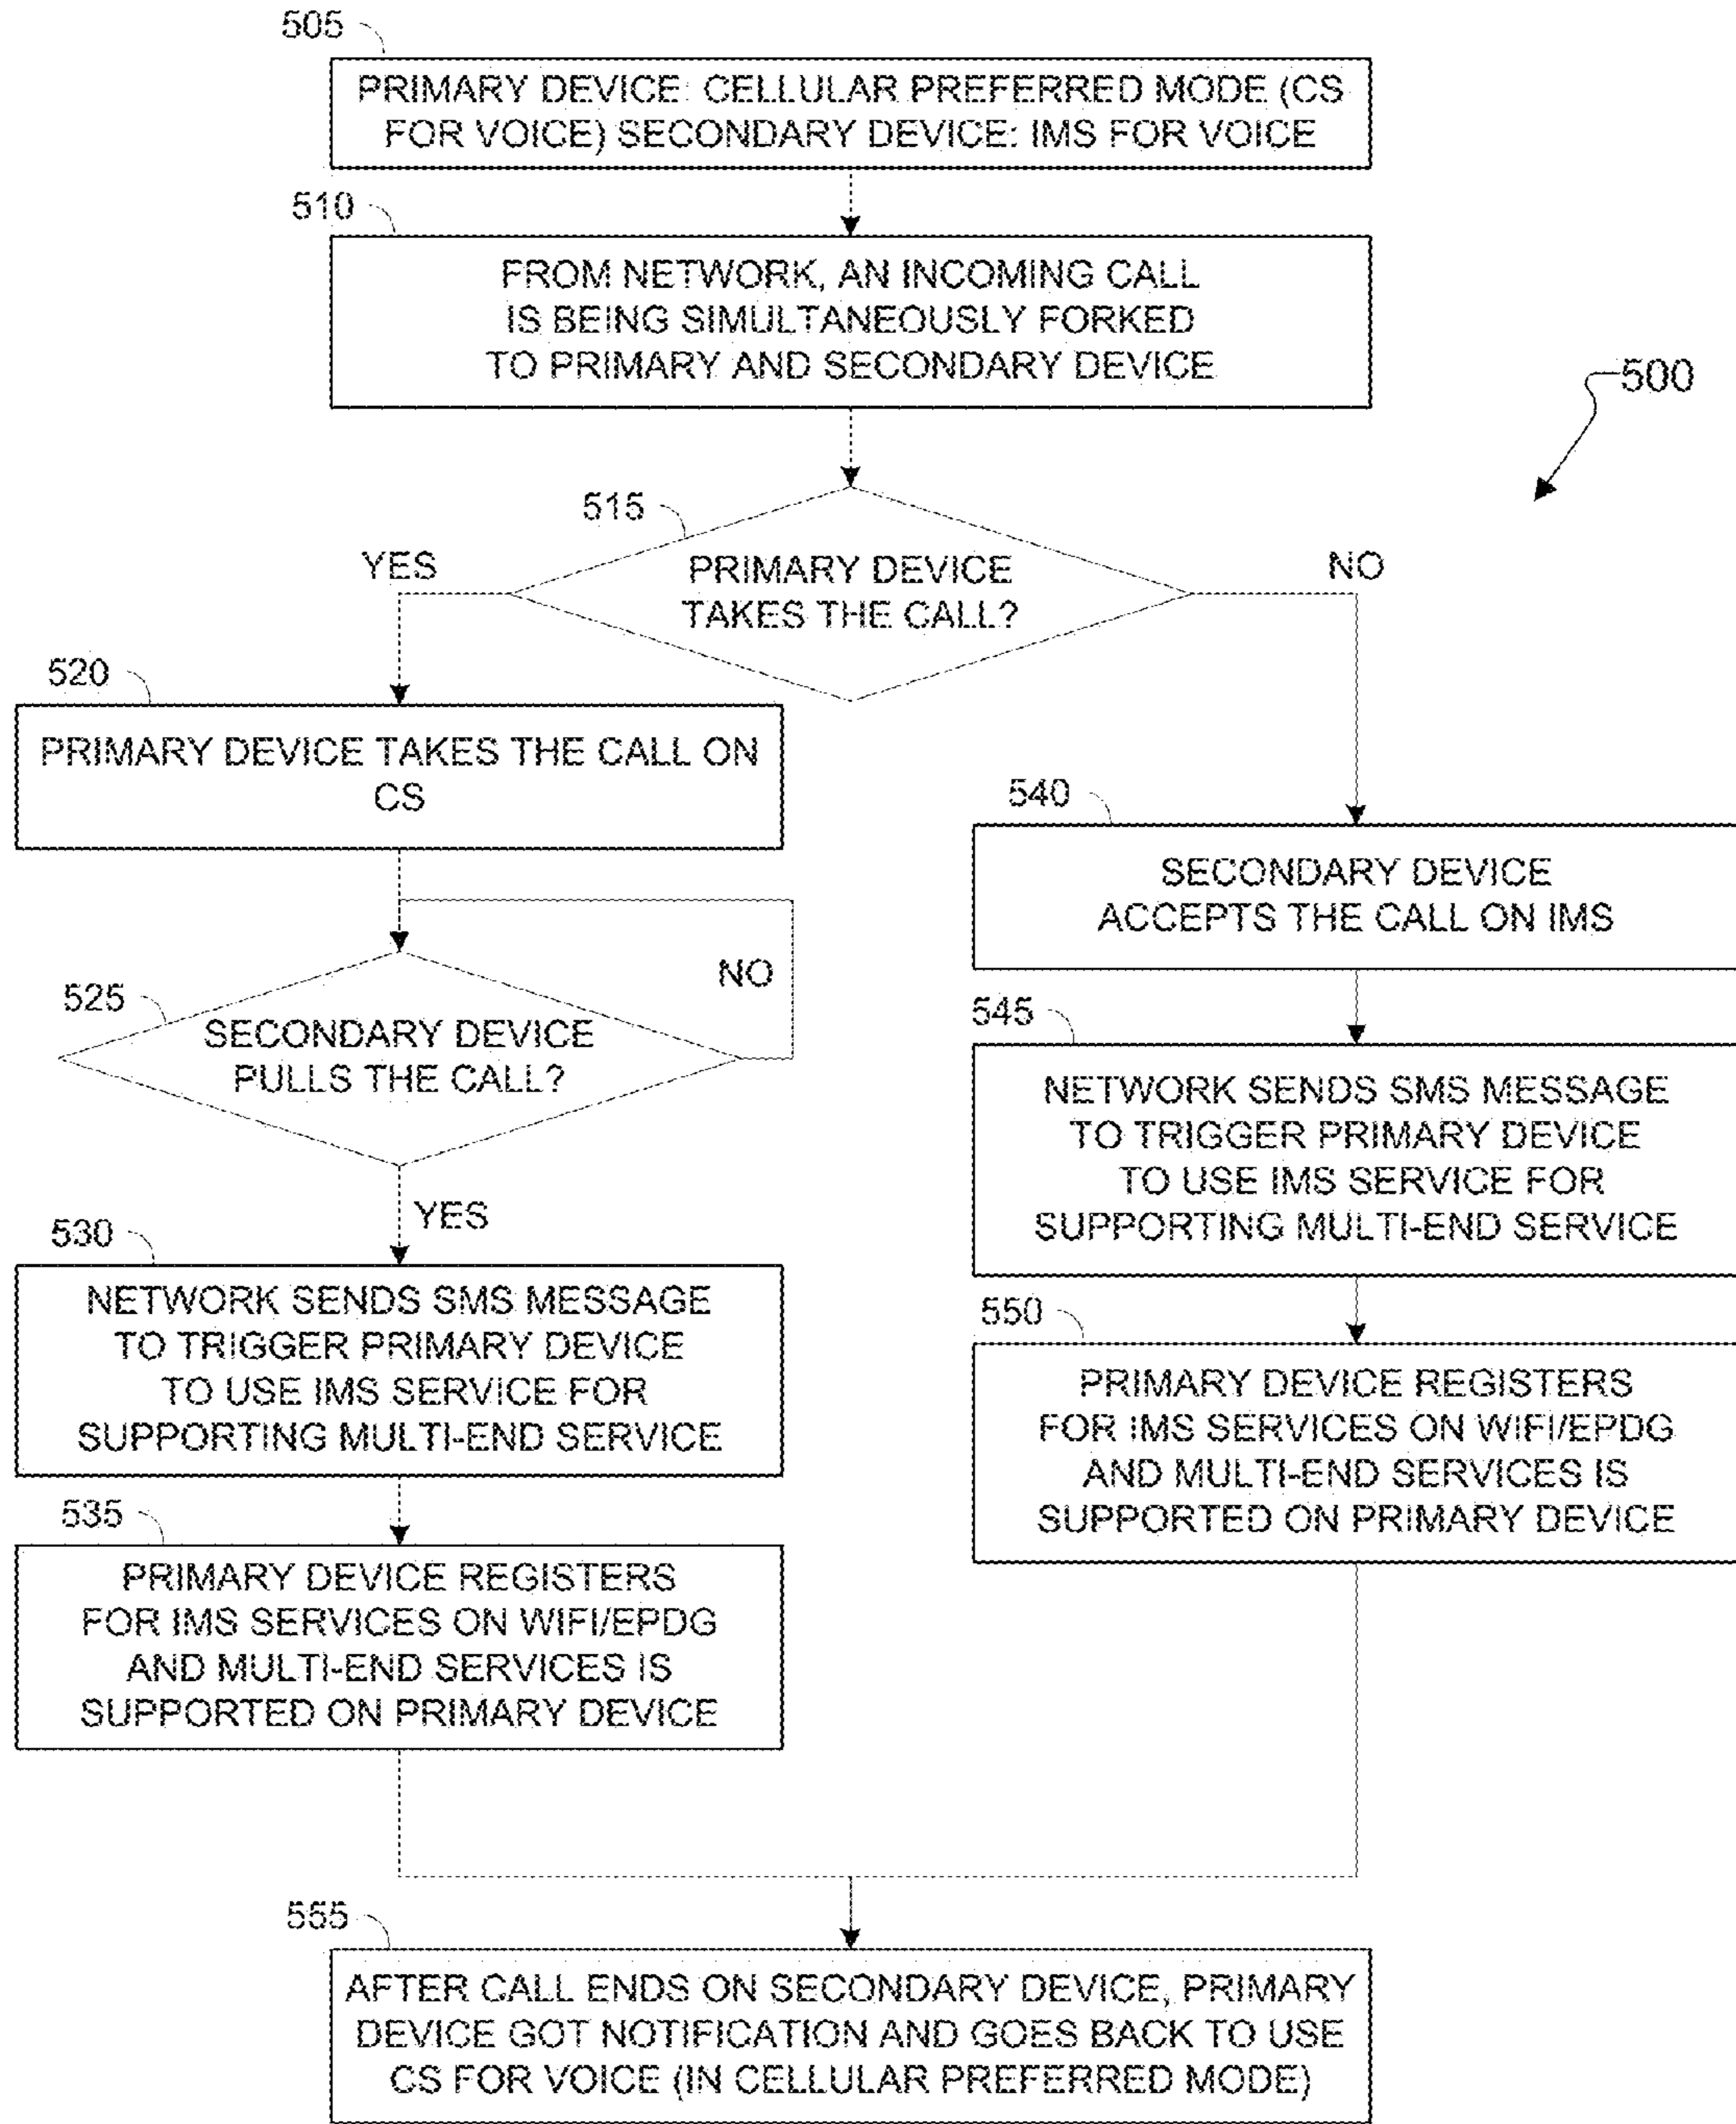 505
PRIMARY DEVICE: CELLULAR PREFERRED MODE (CS
FOR VOICE) SECONDARY DEVICE: IMS FOR VOICE
510
FROM NETWORK, AN INCOMING CALL
IS BEING SIMULTANEOUSLY FORKED
TO PRIMARY AND SECONDARY DEVICE
500
515
YES
PRIMARY DEVICE
TAKES THE CALL?
NO
520
PRIMARY DEVICE TAKES THE CALL ON
CS
525
SECONDARY DEVICE
PULLS THE CALL?
NO
YES
530
NETWORK SENDS SMS MESSAGE
TO TRIGGER PRIMARY DEVICE
TO USE IMS SERVICE FOR
SUPPORTING MULTI-END SERVICE
535
PRIMARY DEVICE REGISTERS
FOR IMS SERVICES ON WIFI/EPDG
AND MULTI-END SERVICES IS
SUPPORTED ON PRIMARY DEVICE
540
SECONDARY DEVICE
ACCEPTS THE CALL ON IMS
545
NETWORK SENDS SMS MESSAGE
TO TRIGGER PRIMARY DEVICE
TO USE IMS SERVICE FOR
SUPPORTING MULTI-END SERVICE
550
PRIMARY DEVICE REGISTERS
FOR IMS SERVICES ON WIFI/EPDG
AND MULTI-END SERVICES IS
SUPPORTED ON PRIMARY DEVICE
555
AFTER CALL ENDS ON SECONDARY DEVICE, PRIMARY
DEVICE GOT NOTIFICATION AND GOES BACK TO USE
CS FOR VOICE (IN CELLULAR PREFERRED MODE)